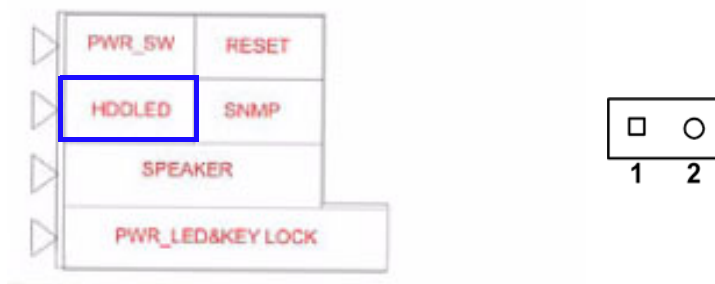 PWR_SW RESET
HDDLED SNMP
SPEAKER
PWR_LED&KEY LOCK
1 2